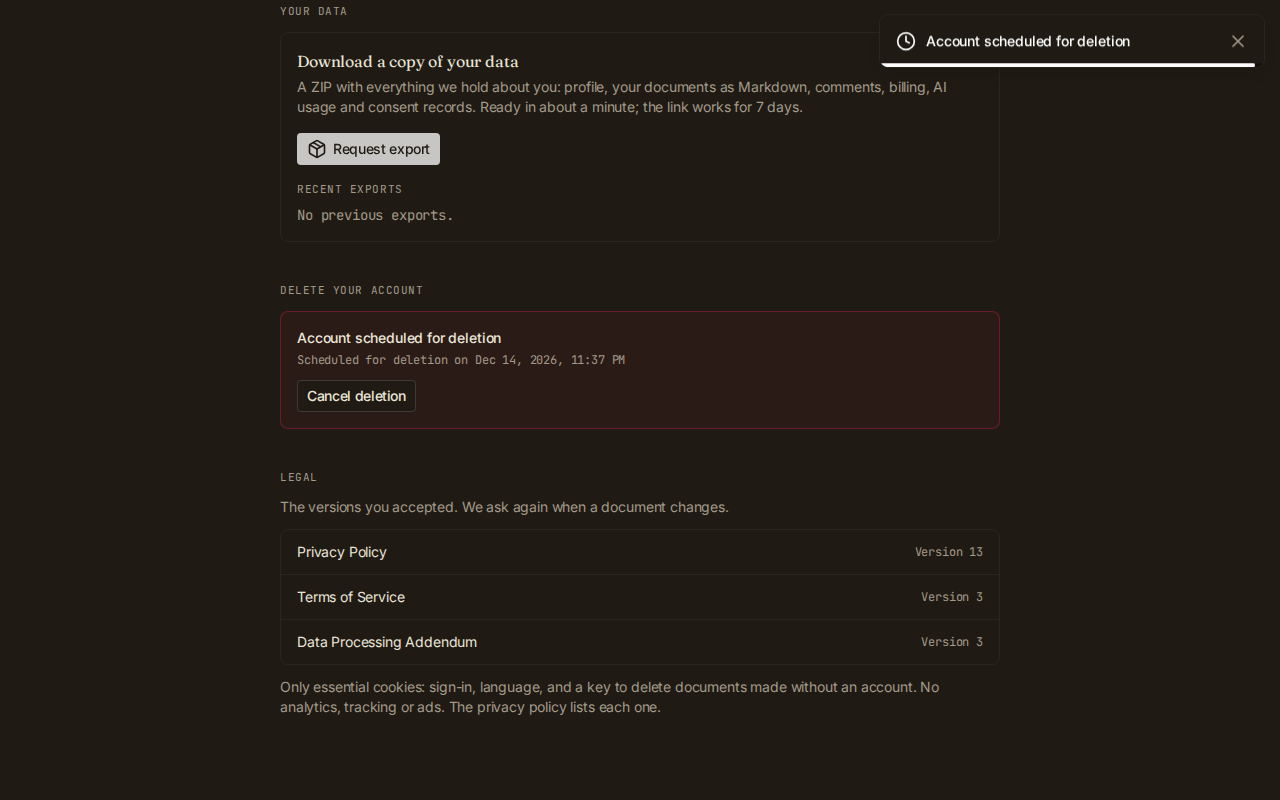 YOUR DATA
Account scheduled for deletion
Download a copy of your data
A ZIP with everything we hold about you: profile, your documents as Markdown, comments, billing, AI
usage and consent records. Ready in about a minute; the link works for 7 days.
Request export
RECENT EXPORTS
No previous exports.
DELETE YOUR ACCOUNT
Account scheduled for deletion
Scheduled for deletion on Dec 14, 2026, 11:37 PM
Cancel deletion
LEGAL
The versions you accepted. We ask again when a document changes.
Privacy Policy Version 13
Terms of Service Version 3
Data Processing Addendum Version 3
Only essential cookies: sign-in, language, and a key to delete documents made without an account. No
analytics, tracking or ads. The privacy policy lists each one.